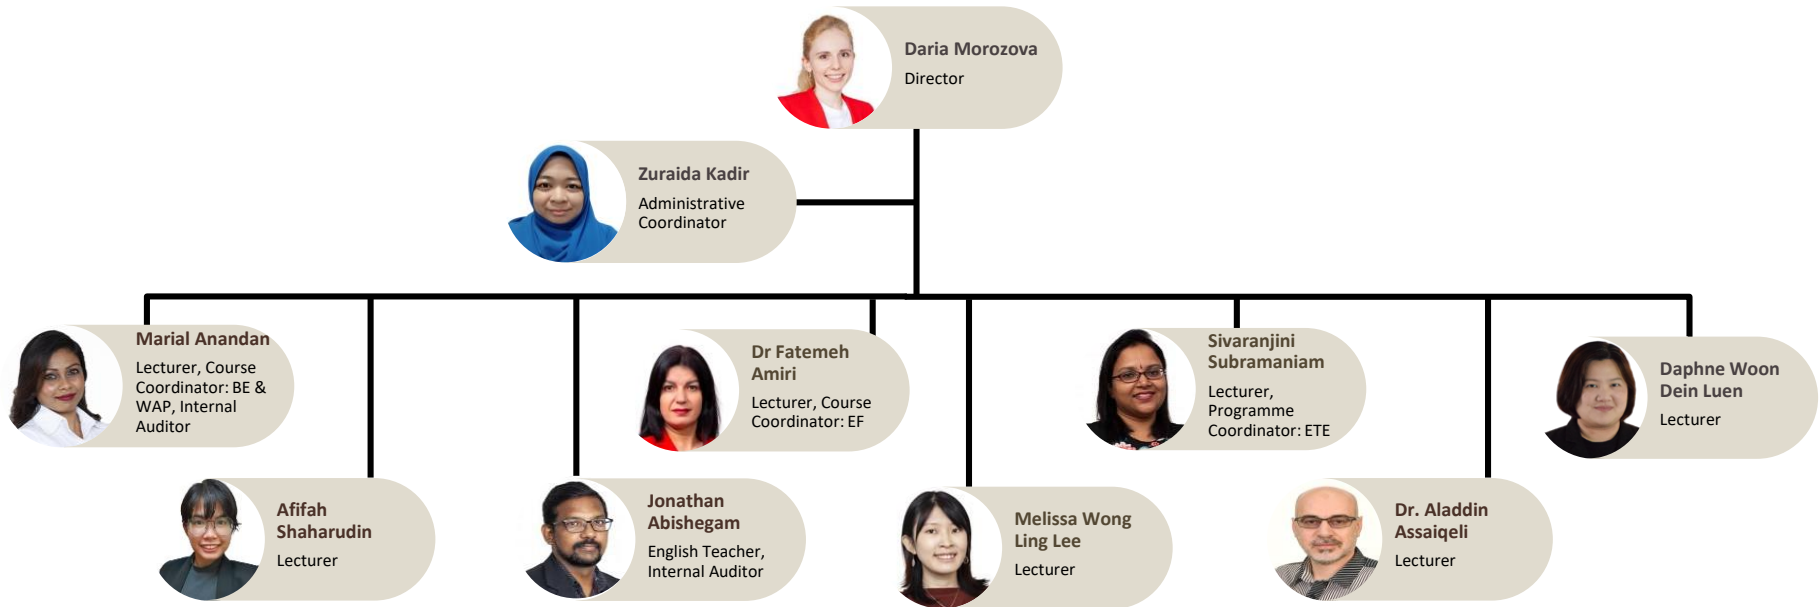 Daria Morozova
Director
Zuraida Kadir
Administrative
Coordinator
Marial Anandan
Lecturer, Course
Coordinator: BE &
WAP, Internal
Auditor
Dr Fatemeh
Amiri
Lecturer, Course
Coordinator: EF
Sivaranjini
Subramaniam
Lecturer,
Programme
Coordinator: ETE
Daphne Woon
Dein Luen
Lecturer
Afifah
Shaharudin
Lecturer
Jonathan
Abishegam
English Teacher,
Internal Auditor
Melissa Wong
Ling Lee
Lecturer
Dr. Aladdin
Assaiqeli
Lecturer